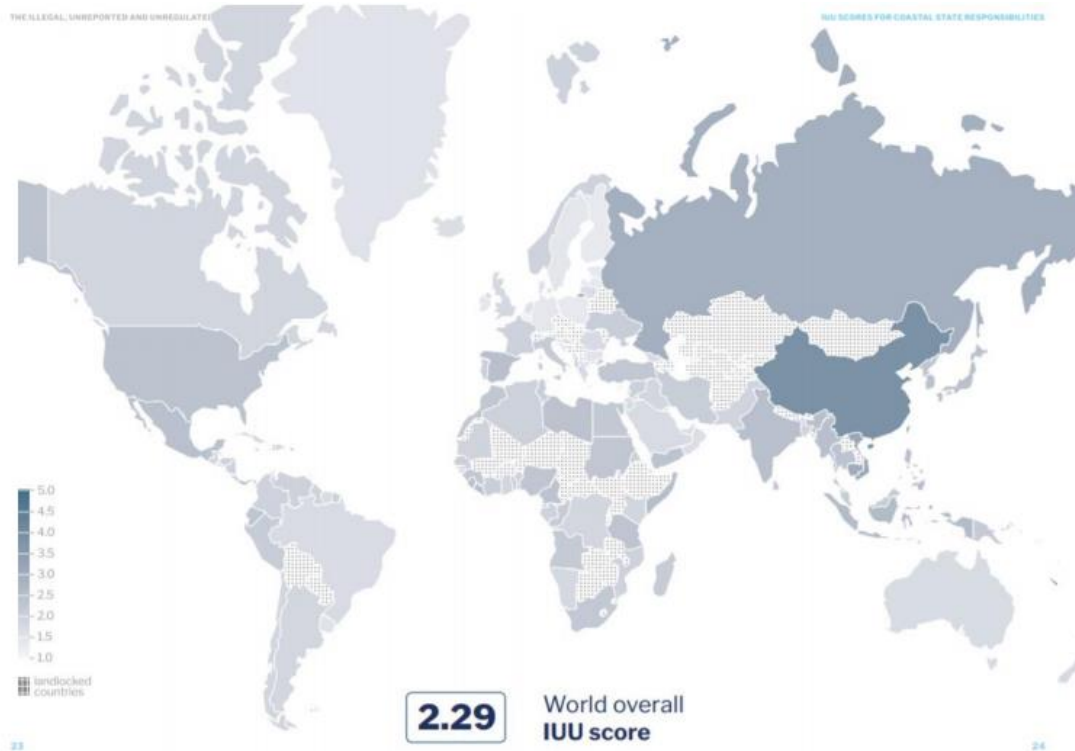 THE ILLEGAL, UNREPORTED AND UNREGULATED
IUU SCORES FOR COASTAL STATE RESPONSIBILITIES
5.0
4.5
4.0
3.5
3.0
2.5
2.0
1.5
1.0
landlocked
countries
2.29
World overall
IUU score
23
24